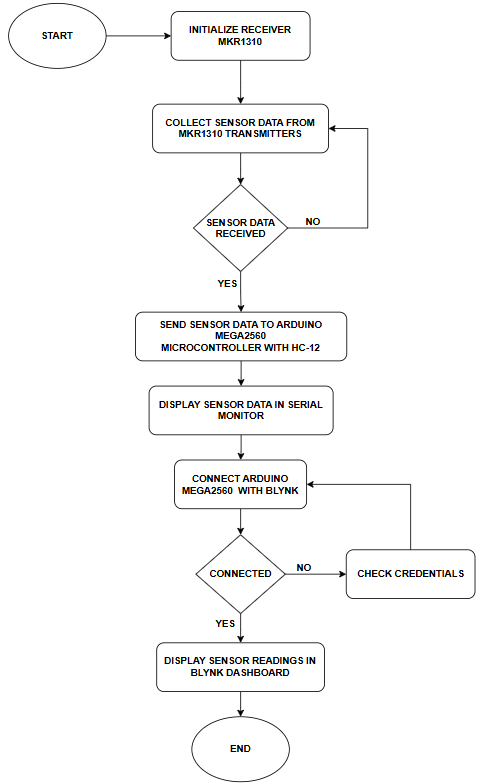 START
INITIALIZE RECEIVER
MKR1310
COLLECT SENSOR DATA FROM
MKR1310 TRANSMITTERS
SENSOR DATA
RECEIVED
NO
YES
SEND SENSOR DATA TO ARDUINO
MEGA2560
MICROCONTROLLER WITH HC-12
DISPLAY SENSOR DATA IN SERIAL
MONITOR
CONNECT ARDUINO
MEGA2560 WITH BLYNK
CONNECTED
NO
CHECK CREDENTIALS
YES
DISPLAY SENSOR READINGS IN
BLYNK DASHBOARD
END